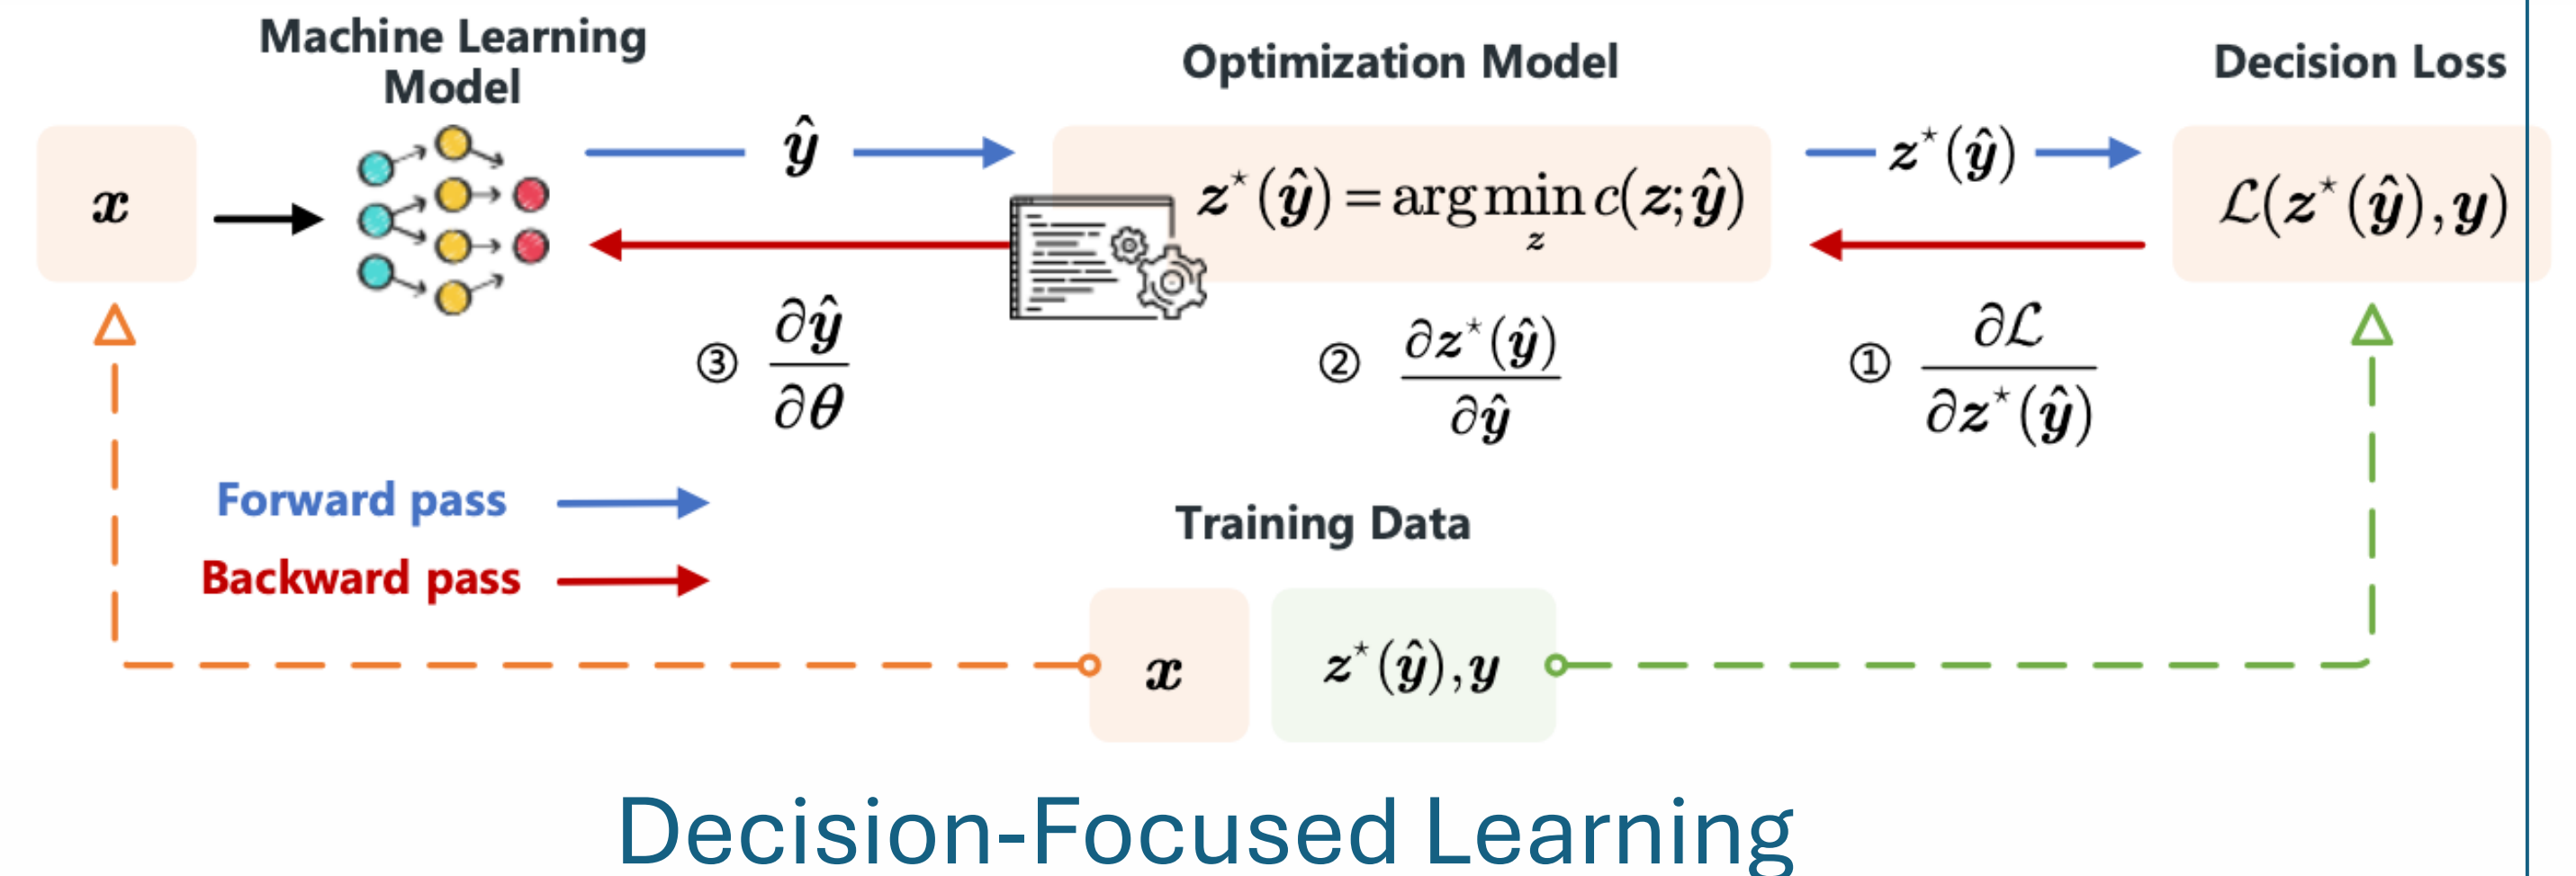 Machine Learning
Model
Optimization Model
Decision Loss
x
ŷ
z*(ŷ) = arg min c(z; ŷ)
z
z*(ŷ)
ℒ(z*(ŷ), y)
③ ∂ŷ / ∂θ
② ∂z*(ŷ) / ∂ŷ
① ∂ℒ / ∂z*(ŷ)
Forward pass
Backward pass
Training Data
x
z*(ŷ), y
Decision-Focused Learning